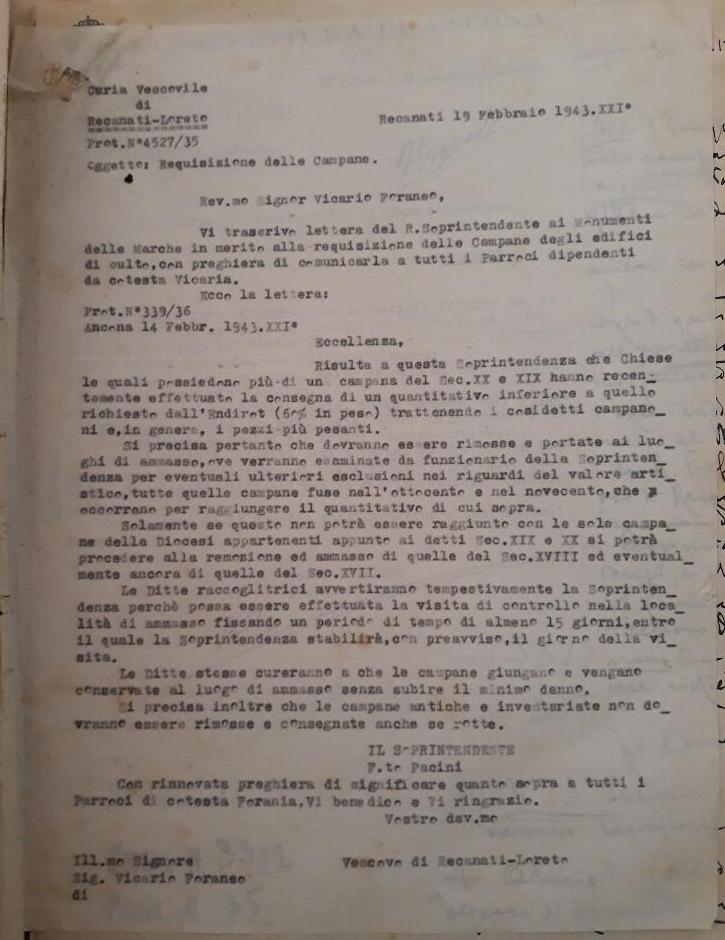 Curia Vescovile
di
Recanati-Loreto
Recanati 19 Febbraio 1943.XXI°
Prot.N°4527/35
Oggetto: Requisizione delle Campane.
Rev.mo Signor Vicario Foraneo,
Vi trascrivo lettera del R.Soprintendente ai Monumenti
delle Marche in merito alla requisizione delle Campane degli edifici
di culto,con preghiera di comunicarla a tutti i Parroci dipendenti
da cotesta Vicaria.
Ecco la lettera:
Prot.N°339/36
Ancona 14 Febbr. 1943.XXI°
Eccellenza,
Risulta a questa Soprintendenza che Chiese
le quali possiedono più di una campana del Sec.XX e XIX hanno recen_
temente effettuato la consegna di un quantitativo inferiore a quello
richiesto dall'Endirot (60% in peso) trattenendo i cosidetti campano_
ni e,in genere, i pezzi più pesanti.
Si precisa pertanto che dovranno essere rimosse e portate ai luo_
ghi di ammasso,ove verranno esaminate da funzionario della Soprinten_
denza per eventuali ulteriori esclusioni nei riguardi del valore arti_
stico,tutte quelle campane fuse nell'ottocento e nel novecento,che
occorrano per raggiungere il quantitativo di cui sopra.
Solamente se questo non potrà essere raggiunto con le sole campa_
ne della Diocesi appartenenti appunto ai detti Sec.XIX e XX si potrà
procedere alla remozione ed ammasso di quelle del Sec.XVIII ed eventual_
mente ancora di quelle del Sec.XVII.
Le Ditte raccoglitrici avvertiranno tempestivamente la Soprinten_
denza perchè possa essere effettuata la visita di controllo nella loca_
lità di ammasso fissando un periodo di tempo di almeno 15 giorni,entro
il quale la Soprintendenza stabilirà,con preavviso,il giorno della vi_
sita.
Le Ditte stesse cureranno a che le campane giungano e vengano
conservate al luogo di ammasso senza subire il minimo danno.
Si precisa inoltre che le campane antiche e inventariate non do_
vranno essere rimosse e consegnate anche se rotte.
IL SOPRINTENDENTE
F.to Pacini
Con rinnovata preghiera di significare quanto sopra a tutti i
Parroci di cotesta Forania,Vi benedico e Vi ringrazio.
Vostro dev.mo
Ill.mo Signore
Vescovo di Recanati-Loreto
Sig. Vicario Foraneo
di